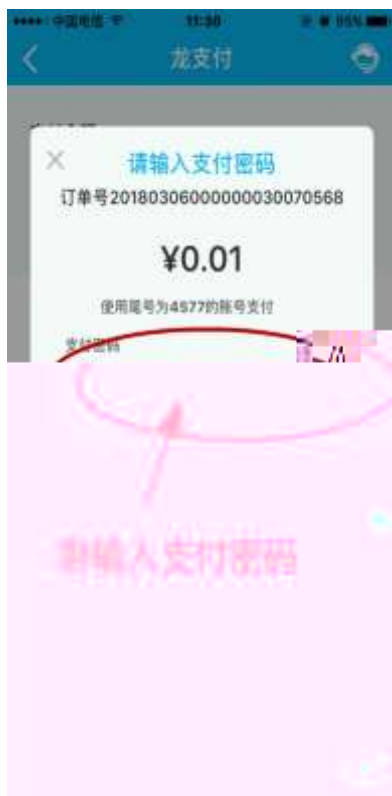 中国电信 11:30 95%
龙支付
请输入支付密码
订单号20180306000000030070568
¥0.01
使用尾号为4577的账号支付
支付密码
输入支付密码